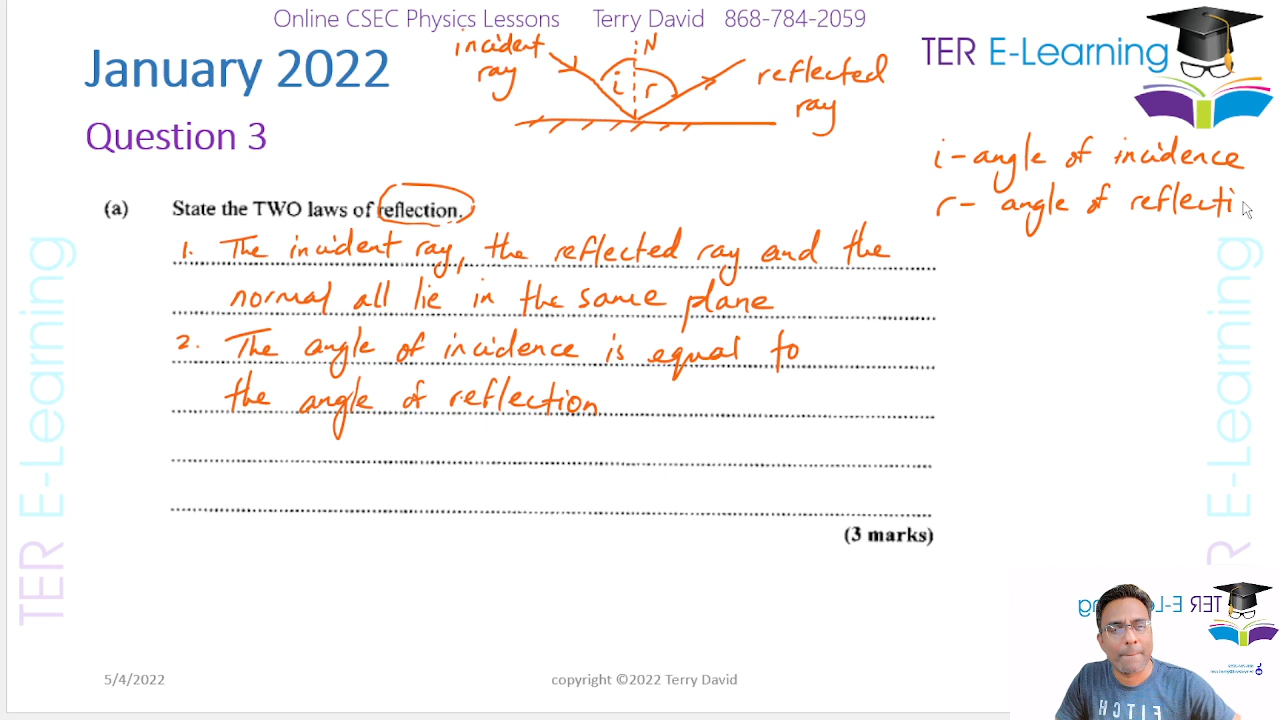 Online CSEC Physics Lessons Terry David 868-784-2059
January 2022
Question 3
incident ray
N
i
r
reflected ray
TER E-Learning
i - angle of incidence
r - angle of reflecti
(a) State the TWO laws of reflection.
1. The incident ray, the reflected ray and the
normal all lie in the same plane
2. The angle of incidence is equal to
the angle of reflection
(3 marks)
TER E-Learning
E-Learning
TER E-L
5/4/2022
copyright ©2022 Terry David
FITCH